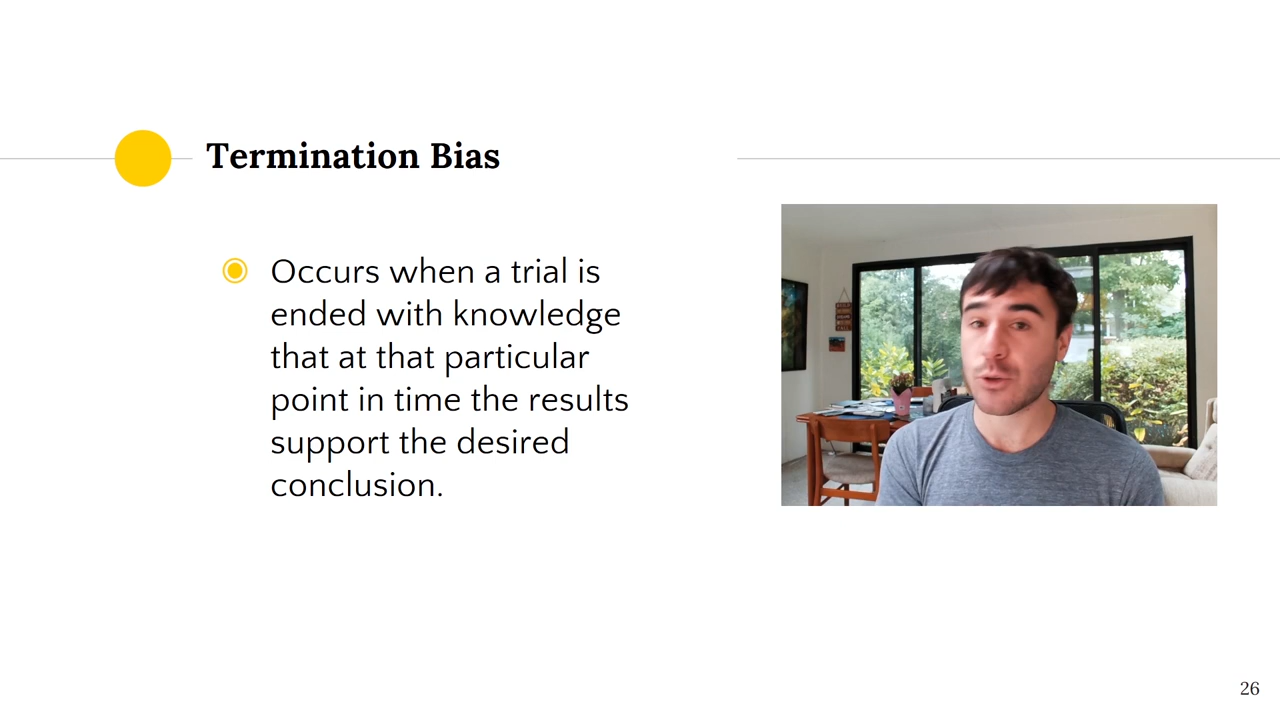 Termination Bias
Occurs when a trial is
ended with knowledge
that at that particular
point in time the results
support the desired
conclusion.
26